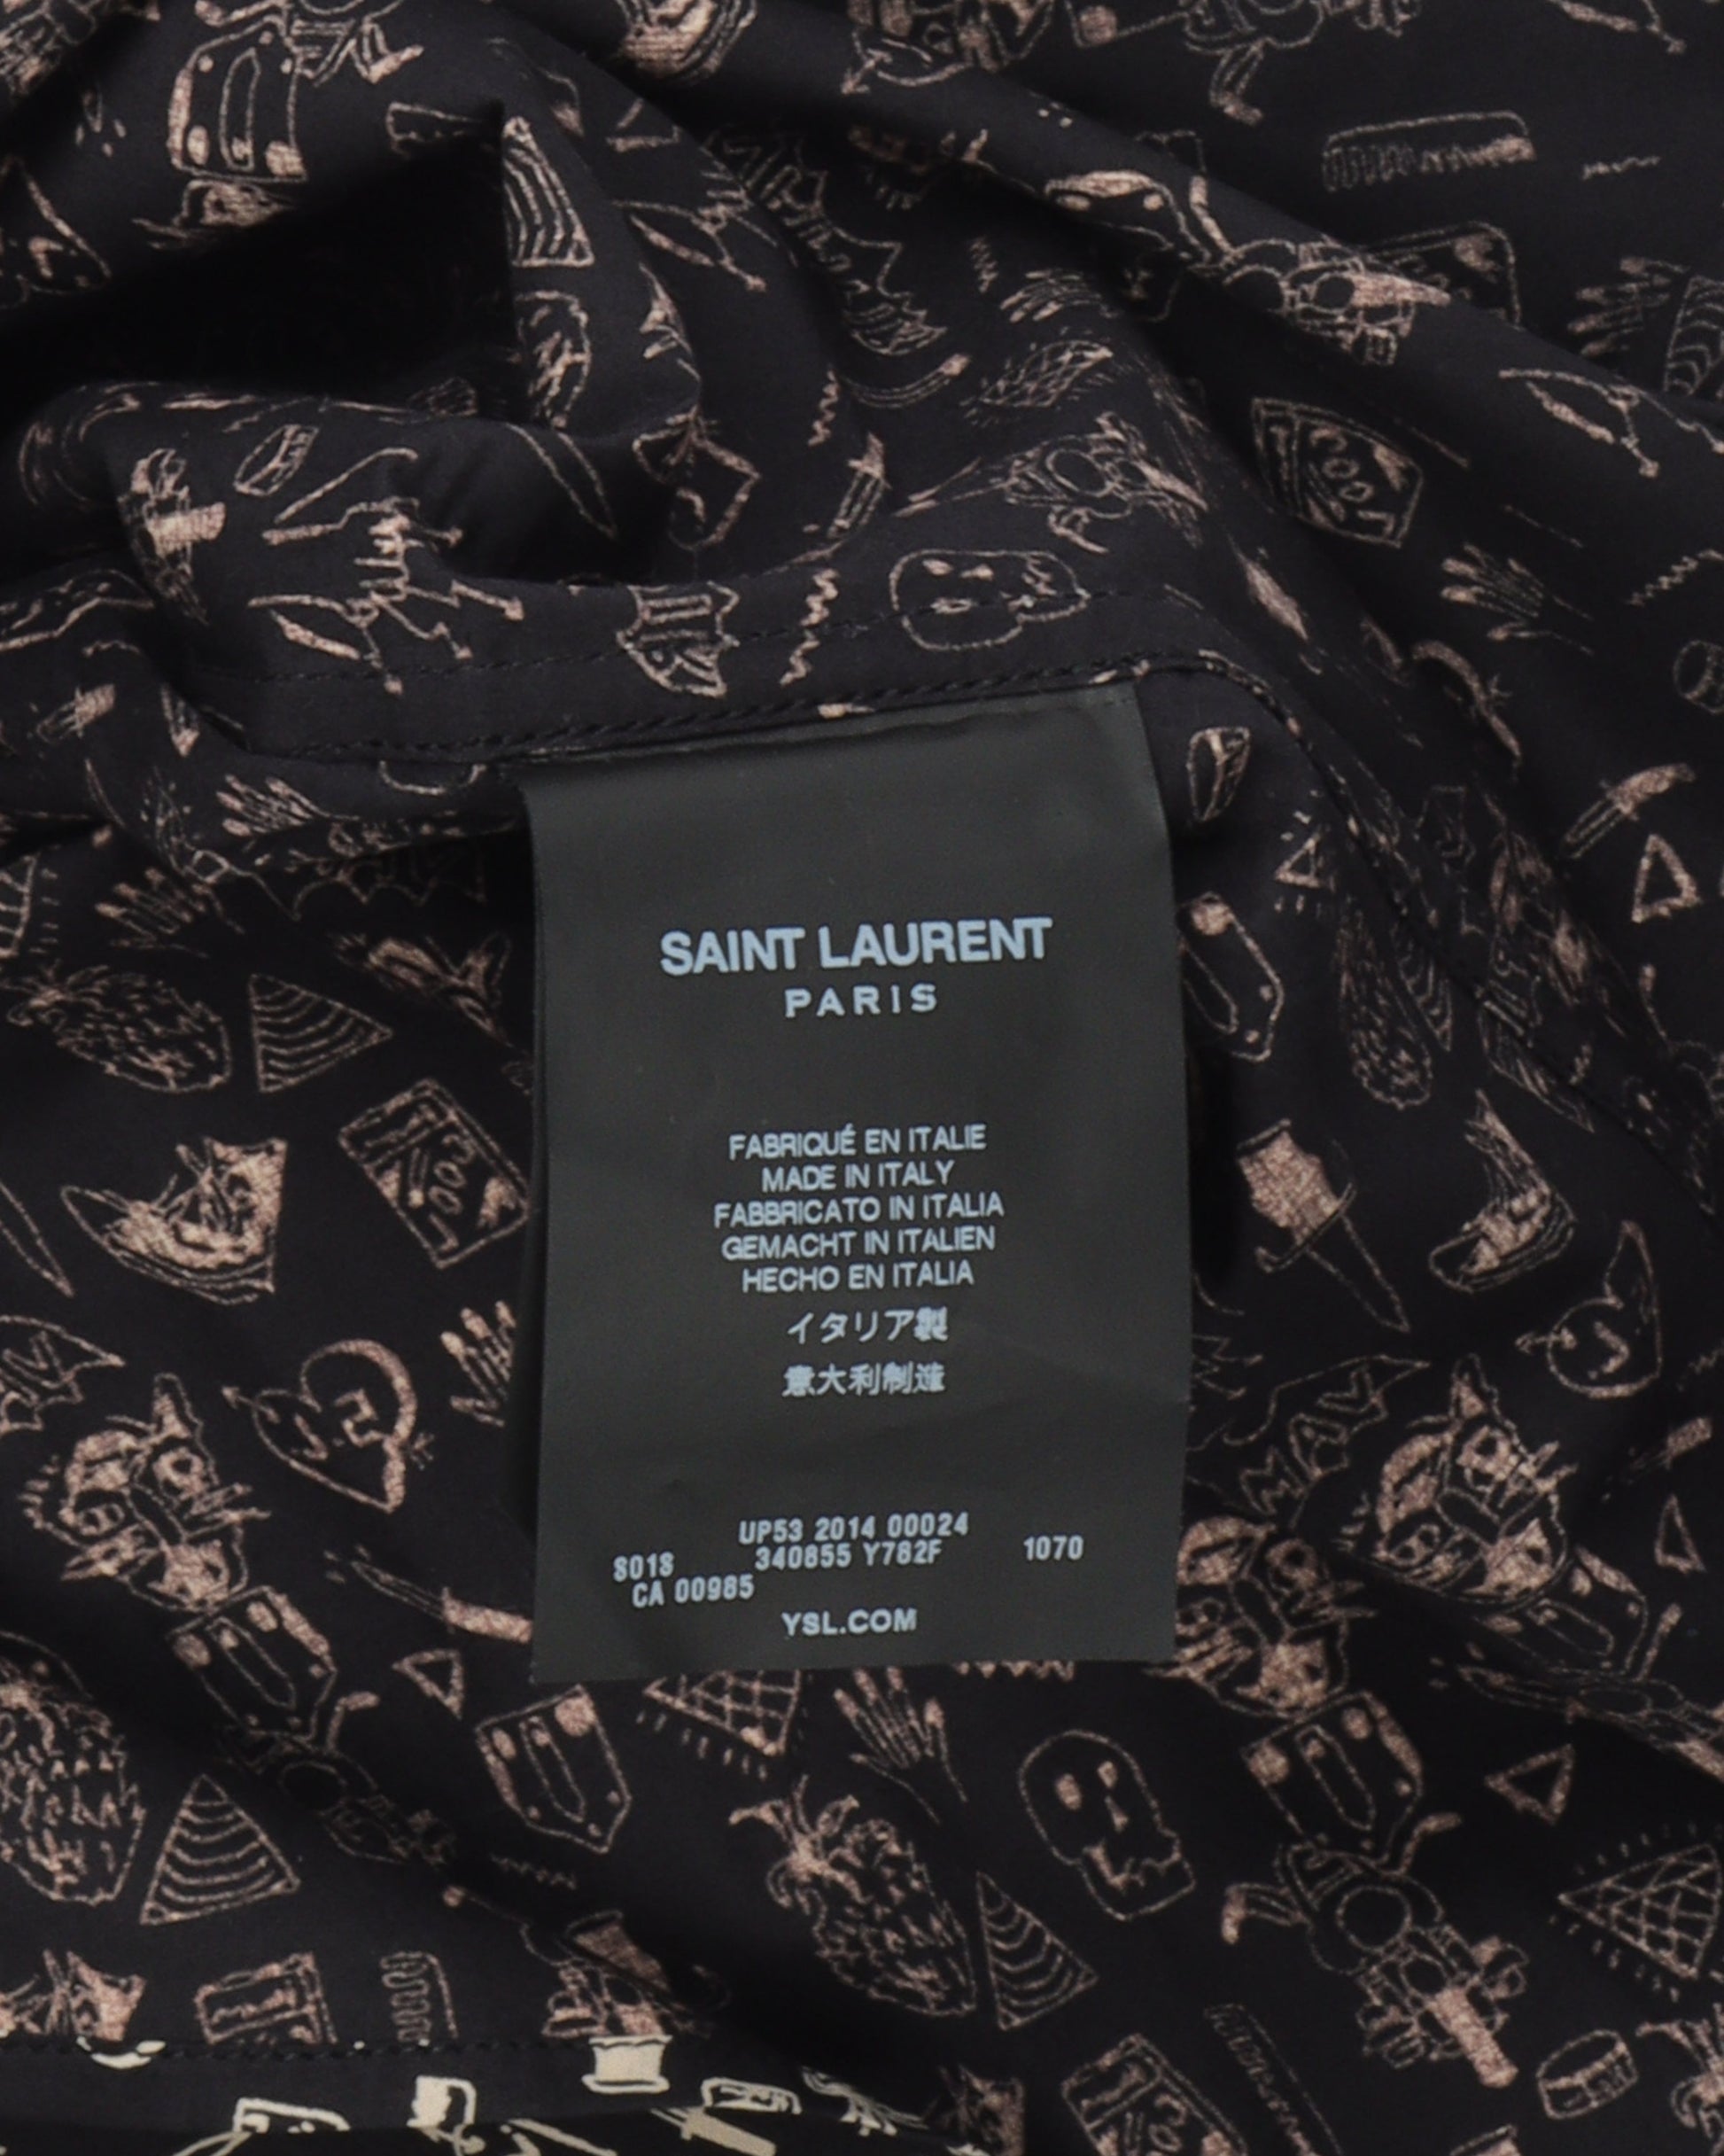 SAINT LAURENT
PARIS
FABRIQUÉ EN ITALIE
MADE IN ITALY
FABBRICATO IN ITALIA
GEMACHT IN ITALIEN
HECHO EN ITALIA
イタリア製
意大利制造
UP53 2014 00024
S01S 340855 Y782F 1070
CA 00985
YSL.COM